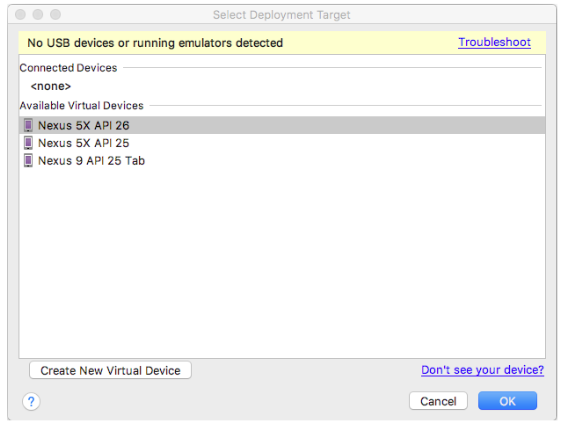 Select Deployment Target
No USB devices or running emulators detected Troubleshoot
Connected Devices
<none>
Available Virtual Devices
Nexus 5X API 26
Nexus 5X API 25
Nexus 9 API 25 Tab
Create New Virtual Device Don't see your device?
? Cancel OK